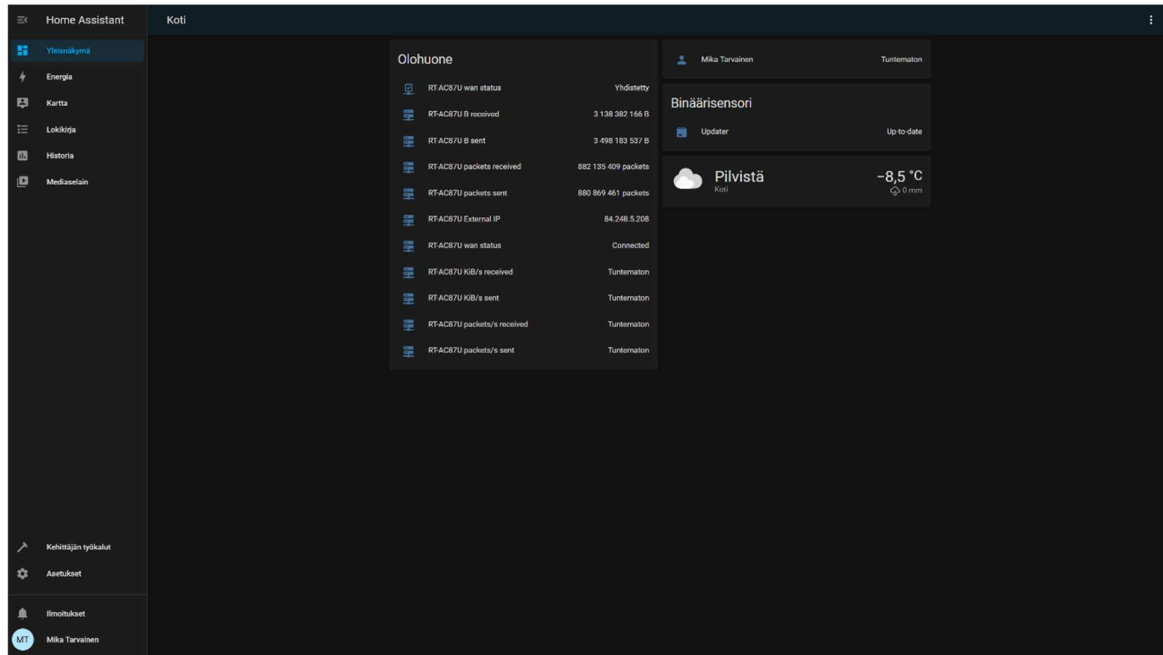 Home Assistant
Koti
Yleisnäkymä
Energia
Kartta
Lokikirja
Historia
Mediaselain
Kehittäjän työkalut
Asetukset
Ilmoitukset
MT Mika Tarvainen
Olohuone
RT-AC87U wan status Yhdistetty
RT-AC87U B received 3 138 382 166 B
RT-AC87U B sent 3 498 183 537 B
RT-AC87U packets received 882 135 409 packets
RT-AC87U packets sent 880 869 461 packets
RT-AC87U External IP 84.248.5.208
RT-AC87U wan status Connected
RT-AC87U KiB/s received Tuntematon
RT-AC87U KiB/s sent Tuntematon
RT-AC87U packets/s received Tuntematon
RT-AC87U packets/s sent Tuntematon
Mika Tarvainen Tuntematon
Binäärisensori
Updater Up-to-date
Pilvistä −8,5 °C
Koti 0 mm